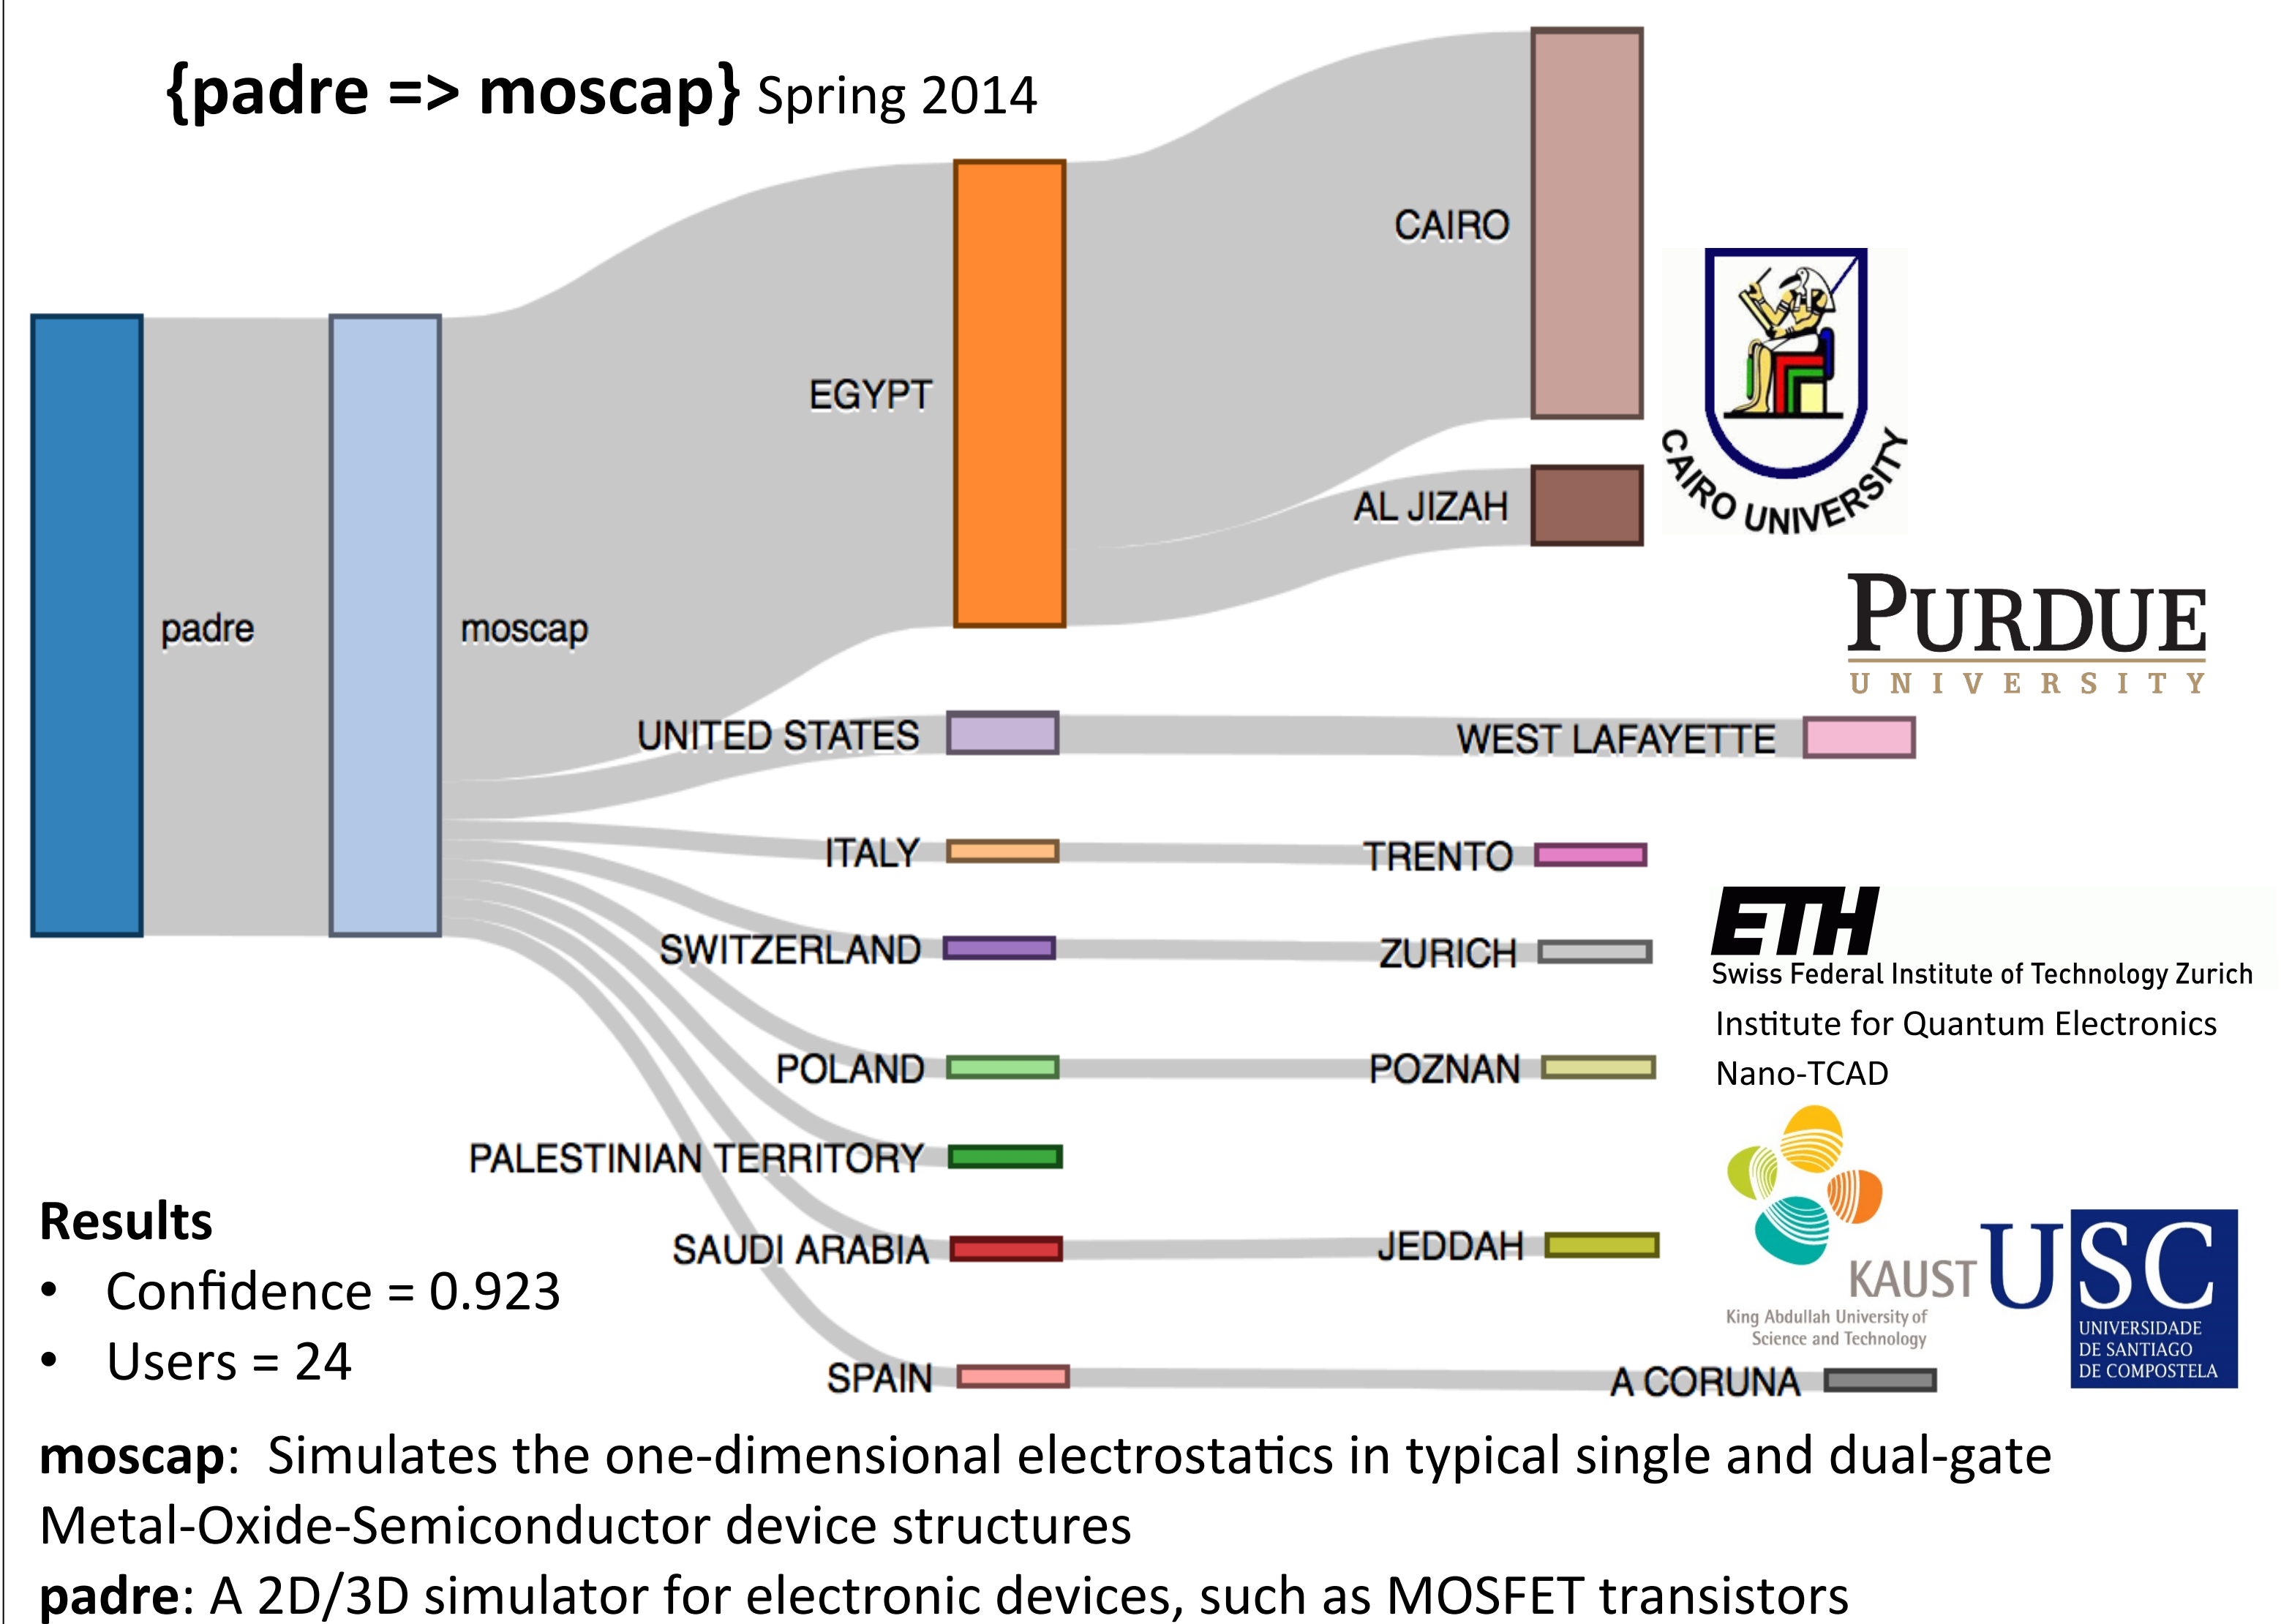 {padre => moscap} Spring 2014
CAIRO
EGYPT
AL JIZAH
CAIRO UNIVERSITY
padre
moscap
PURDUE
UNIVERSITY
UNITED STATES
WEST LAFAYETTE
ITALY
TRENTO
SWITZERLAND
ZURICH
ETH
Swiss Federal Institute of Technology Zurich
Institute for Quantum Electronics
Nano-TCAD
POLAND
POZNAN
PALESTINIAN TERRITORY
SAUDI ARABIA
JEDDAH
KAUST
King Abdullah University of
Science and Technology
USC
UNIVERSIDADE
DE SANTIAGO
DE COMPOSTELA
SPAIN
A CORUNA
Results
• Confidence = 0.923
• Users = 24
moscap: Simulates the one-dimensional electrostatics in typical single and dual-gate
Metal-Oxide-Semiconductor device structures
padre: A 2D/3D simulator for electronic devices, such as MOSFET transistors